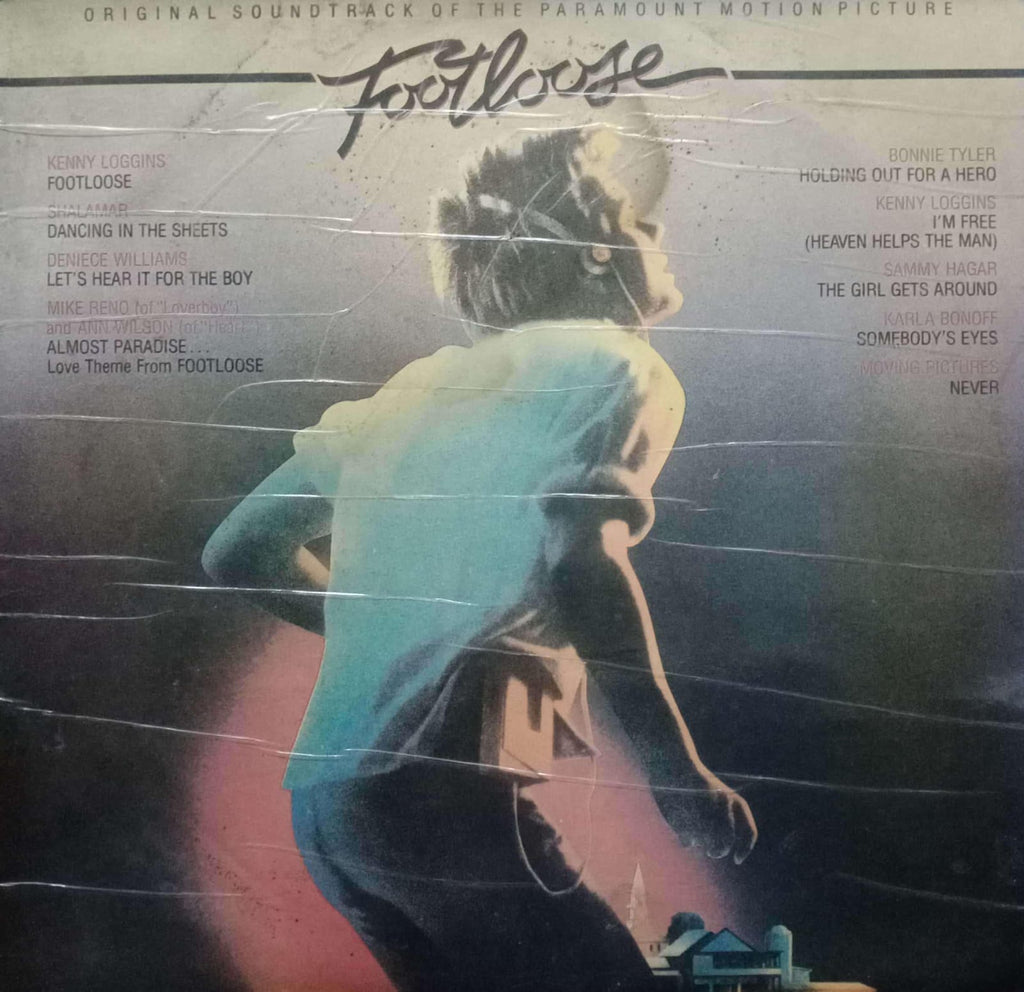 ORIGINAL SOUNDTRACK OF THE PARAMOUNT MOTION PICTURE
Footloose
KENNY LOGGINS
FOOTLOOSE
SHALAMAR
DANCING IN THE SHEETS
DENIECE WILLIAMS
LET'S HEAR IT FOR THE BOY
MIKE RENO (of "Loverboy")
and ANN WILSON (of "Heart")
ALMOST PARADISE...
Love Theme From FOOTLOOSE
BONNIE TYLER
HOLDING OUT FOR A HERO
KENNY LOGGINS
I'M FREE
(HEAVEN HELPS THE MAN)
SAMMY HAGAR
THE GIRL GETS AROUND
KARLA BONOFF
SOMEBODY'S EYES
MOVING PICTURES
NEVER